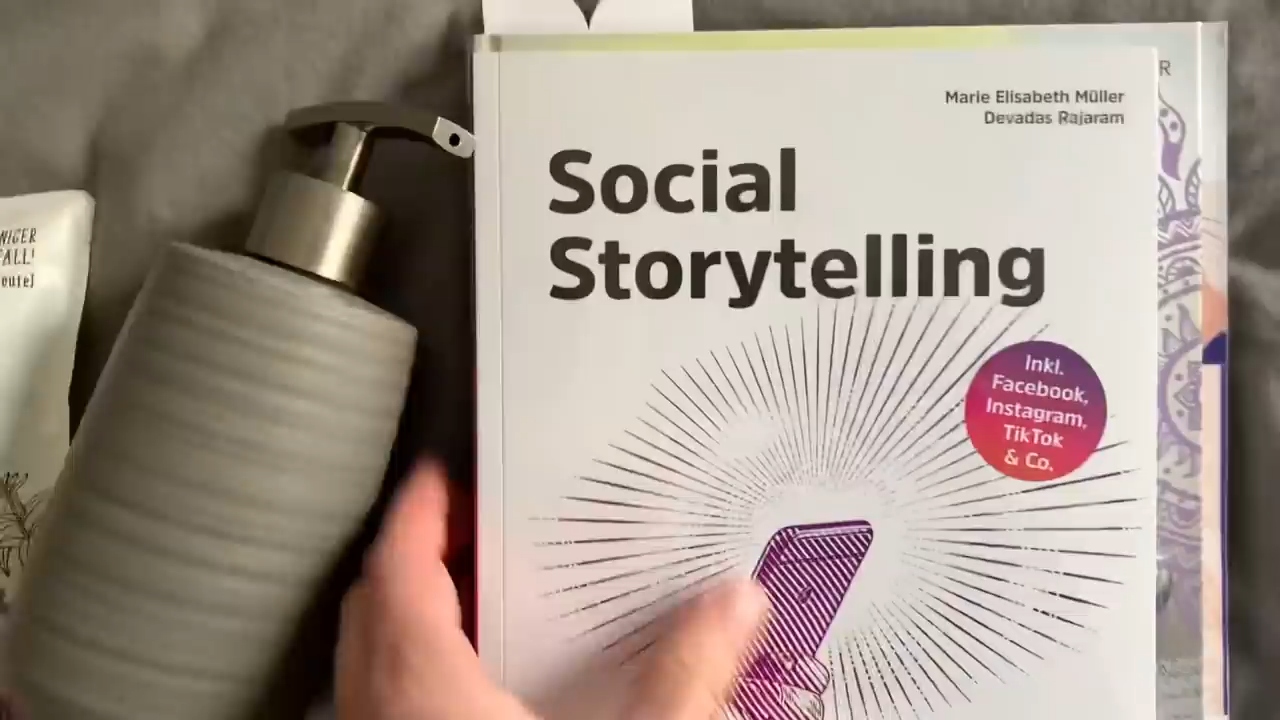 Marie Elisabeth Müller
Devadas Rajaram
Social
Storytelling
Inkl.
Facebook,
Instagram,
TikTok
& Co.
R